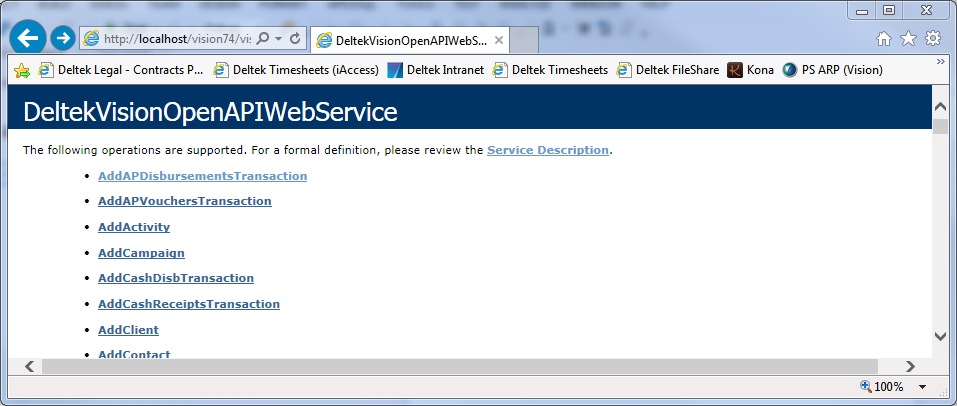 http://localhost/vision74/vis
DeltekVisionOpenAPIWebS...
Deltek Legal - Contracts P... Deltek Timesheets (iAccess) Deltek Intranet Deltek Timesheets Deltek FileShare Kona PS ARP (Vision)
DeltekVisionOpenAPIWebService
The following operations are supported. For a formal definition, please review the Service Description.
• AddAPDisbursementsTransaction
• AddAPVouchersTransaction
• AddActivity
• AddCampaign
• AddCashDisbTransaction
• AddCashReceiptsTransaction
• AddClient
• AddContact
100%